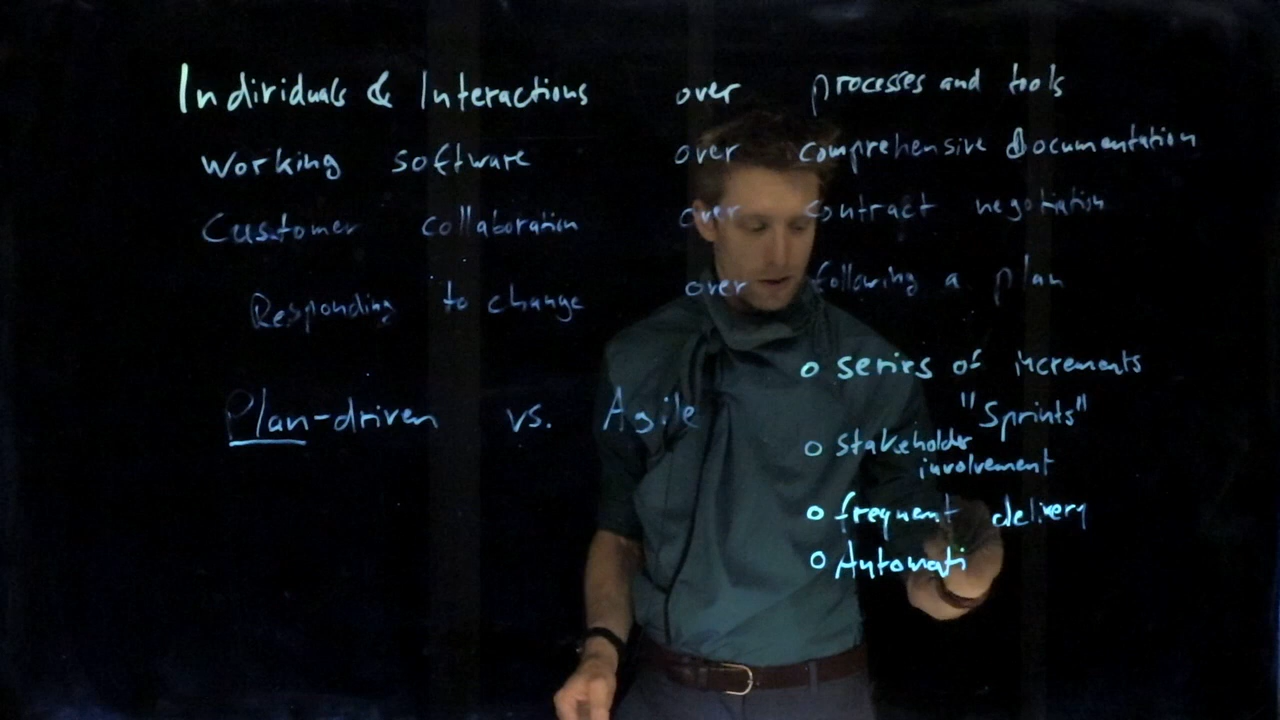 Individuals & Interactions over processes and tools
Working software over comprehensive Documentation
Customer collaboration over contract negotiation
Responding to change over following a plan
Plan-driven vs. Agile
o series of increments
"Sprints"
o stakeholder
involvement
o frequent delivery
o Automati